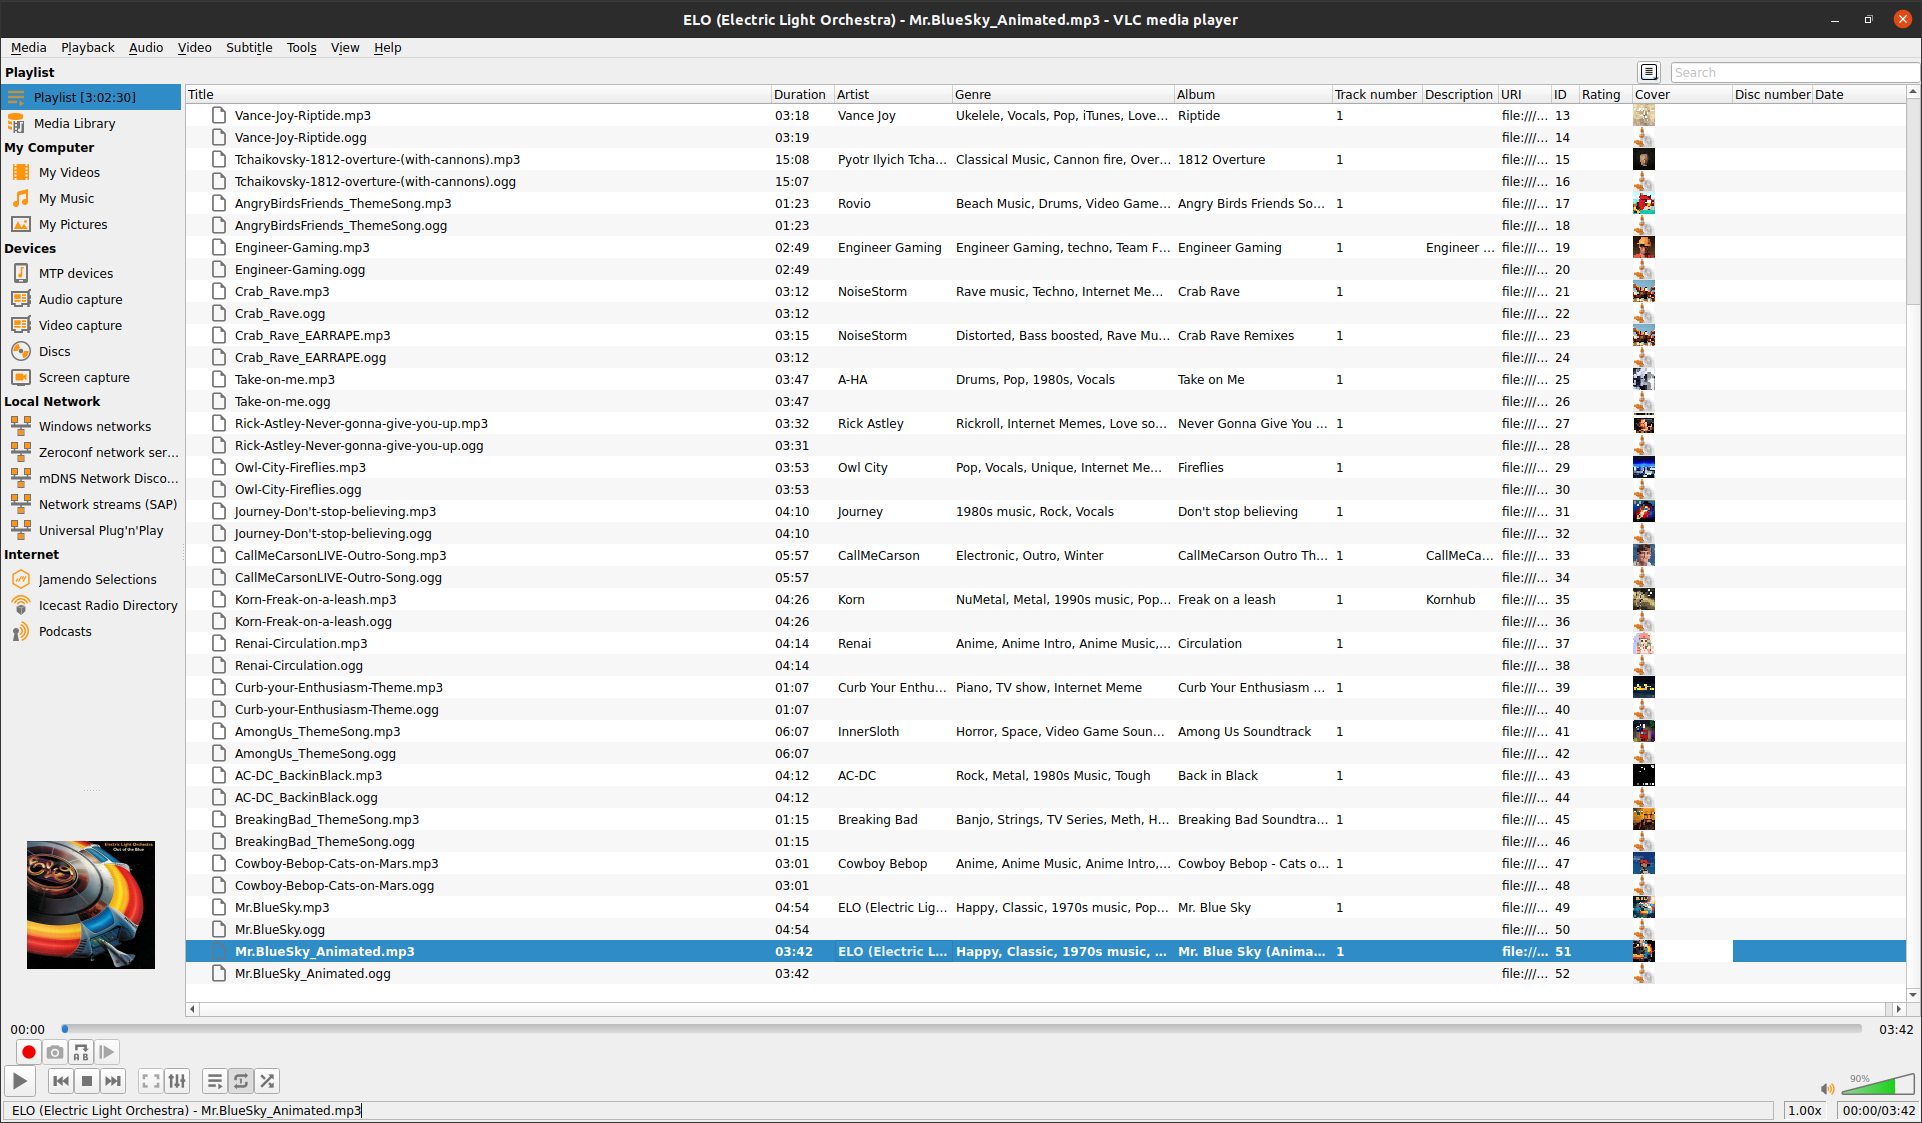 ELO (Electric Light Orchestra) - Mr.BlueSky_Animated.mp3 - VLC media player
Media Playback Audio Video Subtitle Tools View Help
Playlist
Search
Playlist [3:02:30]
Media Library
My Computer
My Videos
My Music
My Pictures
Devices
MTP devices
Audio capture
Video capture
Discs
Screen capture
Local Network
Windows networks
Zeroconf network ser...
mDNS Network Disco...
Network streams (SAP)
Universal Plug'n'Play
Internet
Jamendo Selections
Icecast Radio Directory
Podcasts
Electric Light Orchestra
Out of the Blue
Title Duration Artist Genre Album Track number Description URI ID Rating Cover Disc number Date
Vance-Joy-Riptide.mp3 03:18 Vance Joy Ukelele, Vocals, Pop, iTunes, Love... Riptide 1 file:///... 13
Vance-Joy-Riptide.ogg 03:19 file:///... 14
Tchaikovsky-1812-overture-(with-cannons).mp3 15:08 Pyotr Ilyich Tcha... Classical Music, Cannon fire, Over... 1812 Overture 1 file:///... 15
Tchaikovsky-1812-overture-(with-cannons).ogg 15:07 file:///... 16
AngryBirdsFriends_ThemeSong.mp3 01:23 Rovio Beach Music, Drums, Video Game... Angry Birds Friends So... 1 file:///... 17
AngryBirdsFriends_ThemeSong.ogg 01:23 file:///... 18
Engineer-Gaming.mp3 02:49 Engineer Gaming Engineer Gaming, techno, Team F... Engineer Gaming 1 Engineer ... file:///... 19
Engineer-Gaming.ogg 02:49 file:///... 20
Crab_Rave.mp3 03:12 NoiseStorm Rave music, Techno, Internet Me... Crab Rave 1 file:///... 21
Crab_Rave.ogg 03:12 file:///... 22
Crab_Rave_EARRAPE.mp3 03:15 NoiseStorm Distorted, Bass boosted, Rave Mu... Crab Rave Remixes 1 file:///... 23
Crab_Rave_EARRAPE.ogg 03:12 file:///... 24
Take-on-me.mp3 03:47 A-HA Drums, Pop, 1980s, Vocals Take on Me 1 file:///... 25
Take-on-me.ogg 03:47 file:///... 26
Rick-Astley-Never-gonna-give-you-up.mp3 03:32 Rick Astley Rickroll, Internet Memes, Love so... Never Gonna Give You ... 1 file:///... 27
Rick-Astley-Never-gonna-give-you-up.ogg 03:31 file:///... 28
Owl-City-Fireflies.mp3 03:53 Owl City Pop, Vocals, Unique, Internet Me... Fireflies 1 file:///... 29
Owl-City-Fireflies.ogg 03:53 file:///... 30
Journey-Don't-stop-believing.mp3 04:10 Journey 1980s music, Rock, Vocals Don't stop believing 1 file:///... 31
Journey-Don't-stop-believing.ogg 04:10 file:///... 32
CallMeCarsonLIVE-Outro-Song.mp3 05:57 CallMeCarson Electronic, Outro, Winter CallMeCarson Outro Th... 1 CallMeCa... file:///... 33
CallMeCarsonLIVE-Outro-Song.ogg 05:57 file:///... 34
Korn-Freak-on-a-leash.mp3 04:26 Korn NuMetal, Metal, 1990s music, Pop... Freak on a leash 1 Kornhub file:///... 35
Korn-Freak-on-a-leash.ogg 04:26 file:///... 36
Renai-Circulation.mp3 04:14 Renai Anime, Anime Intro, Anime Music,... Circulation 1 file:///... 37
Renai-Circulation.ogg 04:14 file:///... 38
Curb-your-Enthusiasm-Theme.mp3 01:07 Curb Your Enthu... Piano, TV show, Internet Meme Curb Your Enthusiasm ... 1 file:///... 39
Curb-your-Enthusiasm-Theme.ogg 01:07 file:///... 40
AmongUs_ThemeSong.mp3 06:07 InnerSloth Horror, Space, Video Game Soun... Among Us Soundtrack 1 file:///... 41
AmongUs_ThemeSong.ogg 06:07 file:///... 42
AC-DC_BackinBlack.mp3 04:12 AC-DC Rock, Metal, 1980s Music, Tough Back in Black 1 file:///... 43
AC-DC_BackinBlack.ogg 04:12 file:///... 44
BreakingBad_ThemeSong.mp3 01:15 Breaking Bad Banjo, Strings, TV Series, Meth, H... Breaking Bad Soundtra... 1 file:///... 45
BreakingBad_ThemeSong.ogg 01:15 file:///... 46
Cowboy-Bebop-Cats-on-Mars.mp3 03:01 Cowboy Bebop Anime, Anime Music, Anime Intro,... Cowboy Bebop - Cats o... 1 file:///... 47
Cowboy-Bebop-Cats-on-Mars.ogg 03:01 file:///... 48
Mr.BlueSky.mp3 04:54 ELO (Electric Lig... Happy, Classic, 1970s music, Pop... Mr. Blue Sky 1 file:///... 49
Mr.BlueSky.ogg 04:54 file:///... 50
Mr.BlueSky_Animated.mp3 03:42 ELO (Electric L... Happy, Classic, 1970s music, ... Mr. Blue Sky (Anima... 1 file://... 51
Mr.BlueSky_Animated.ogg 03:42 file:///... 52
00:00 03:42
A B
90%
ELO (Electric Light Orchestra) - Mr.BlueSky_Animated.mp3 1.00x 00:00/03:42